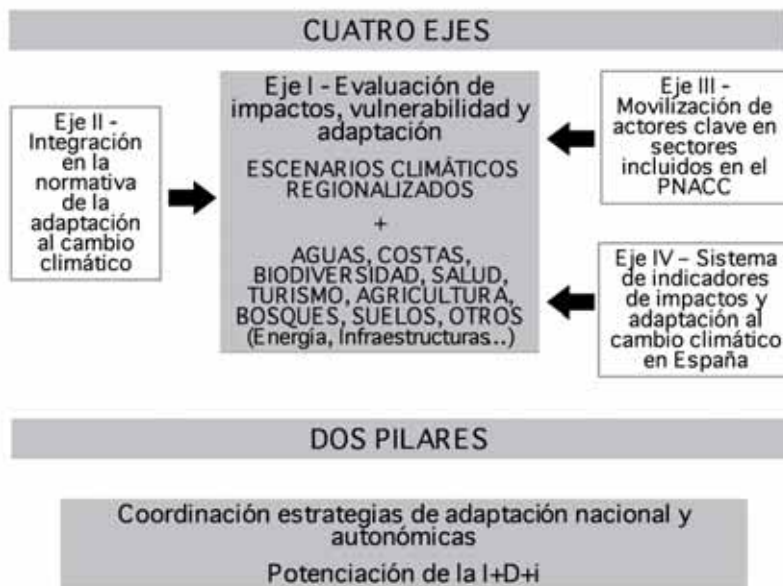 CUATRO EJES
Eje II -
Integración
en la
normativa
de la
adaptación
al cambio
climático
Eje I - Evaluación de
impactos, vulnerabilidad y
adaptación
ESCENARIOS CLIMÁTICOS
REGIONALIZADOS
+
AGUAS, COSTAS,
BIODIVERSIDAD, SALUD,
TURISMO, AGRICULTURA,
BOSQUES, SUELOS, OTROS
(Energía, Infraestructuras...)
Eje III -
Movilización de
actores clave en
sectores
incluidos en el
PNACC
Eje IV – Sistema
de indicadores
de impactos y
adaptación al
cambio climático
en España
DOS PILARES
Coordinación estrategias de adaptación nacional y
autonómicas
Potenciación de la I+D+i